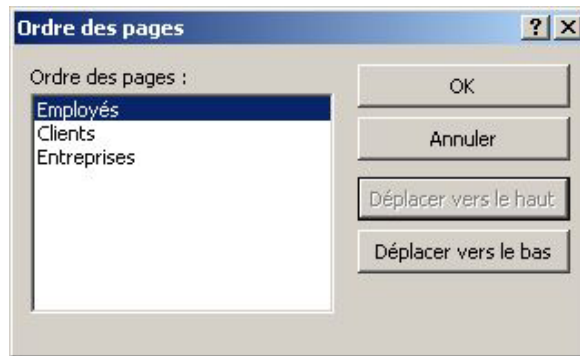 Ordre des pages
Ordre des pages :
Employés
Clients
Entreprises
OK
Annuler
Déplacer vers le haut
Déplacer vers le bas